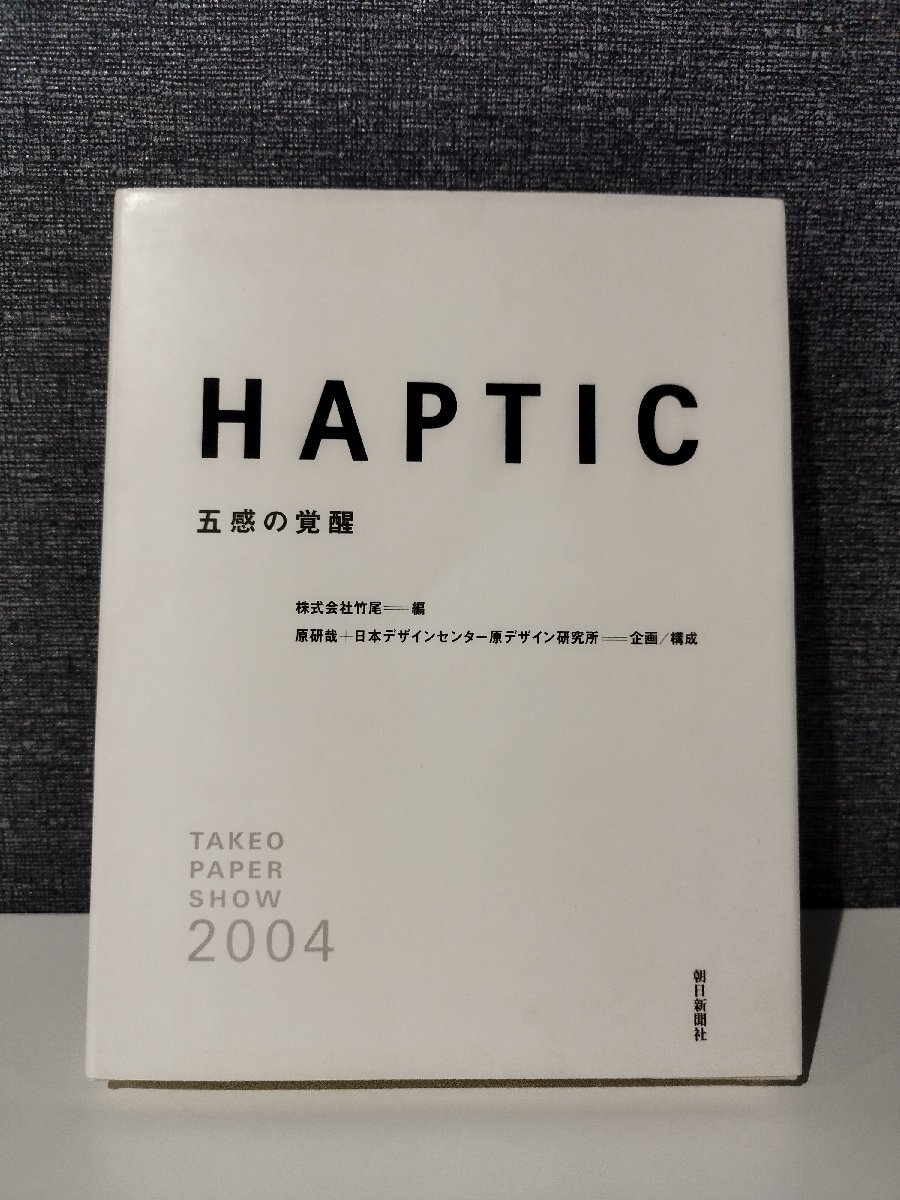 HAPTIC
五感の覚醒
株式会社竹尾＝編
原研哉＋日本デザインセンター原デザイン研究所＝企画／構成
TAKEO
PAPER
SHOW
2004
朝日新聞社